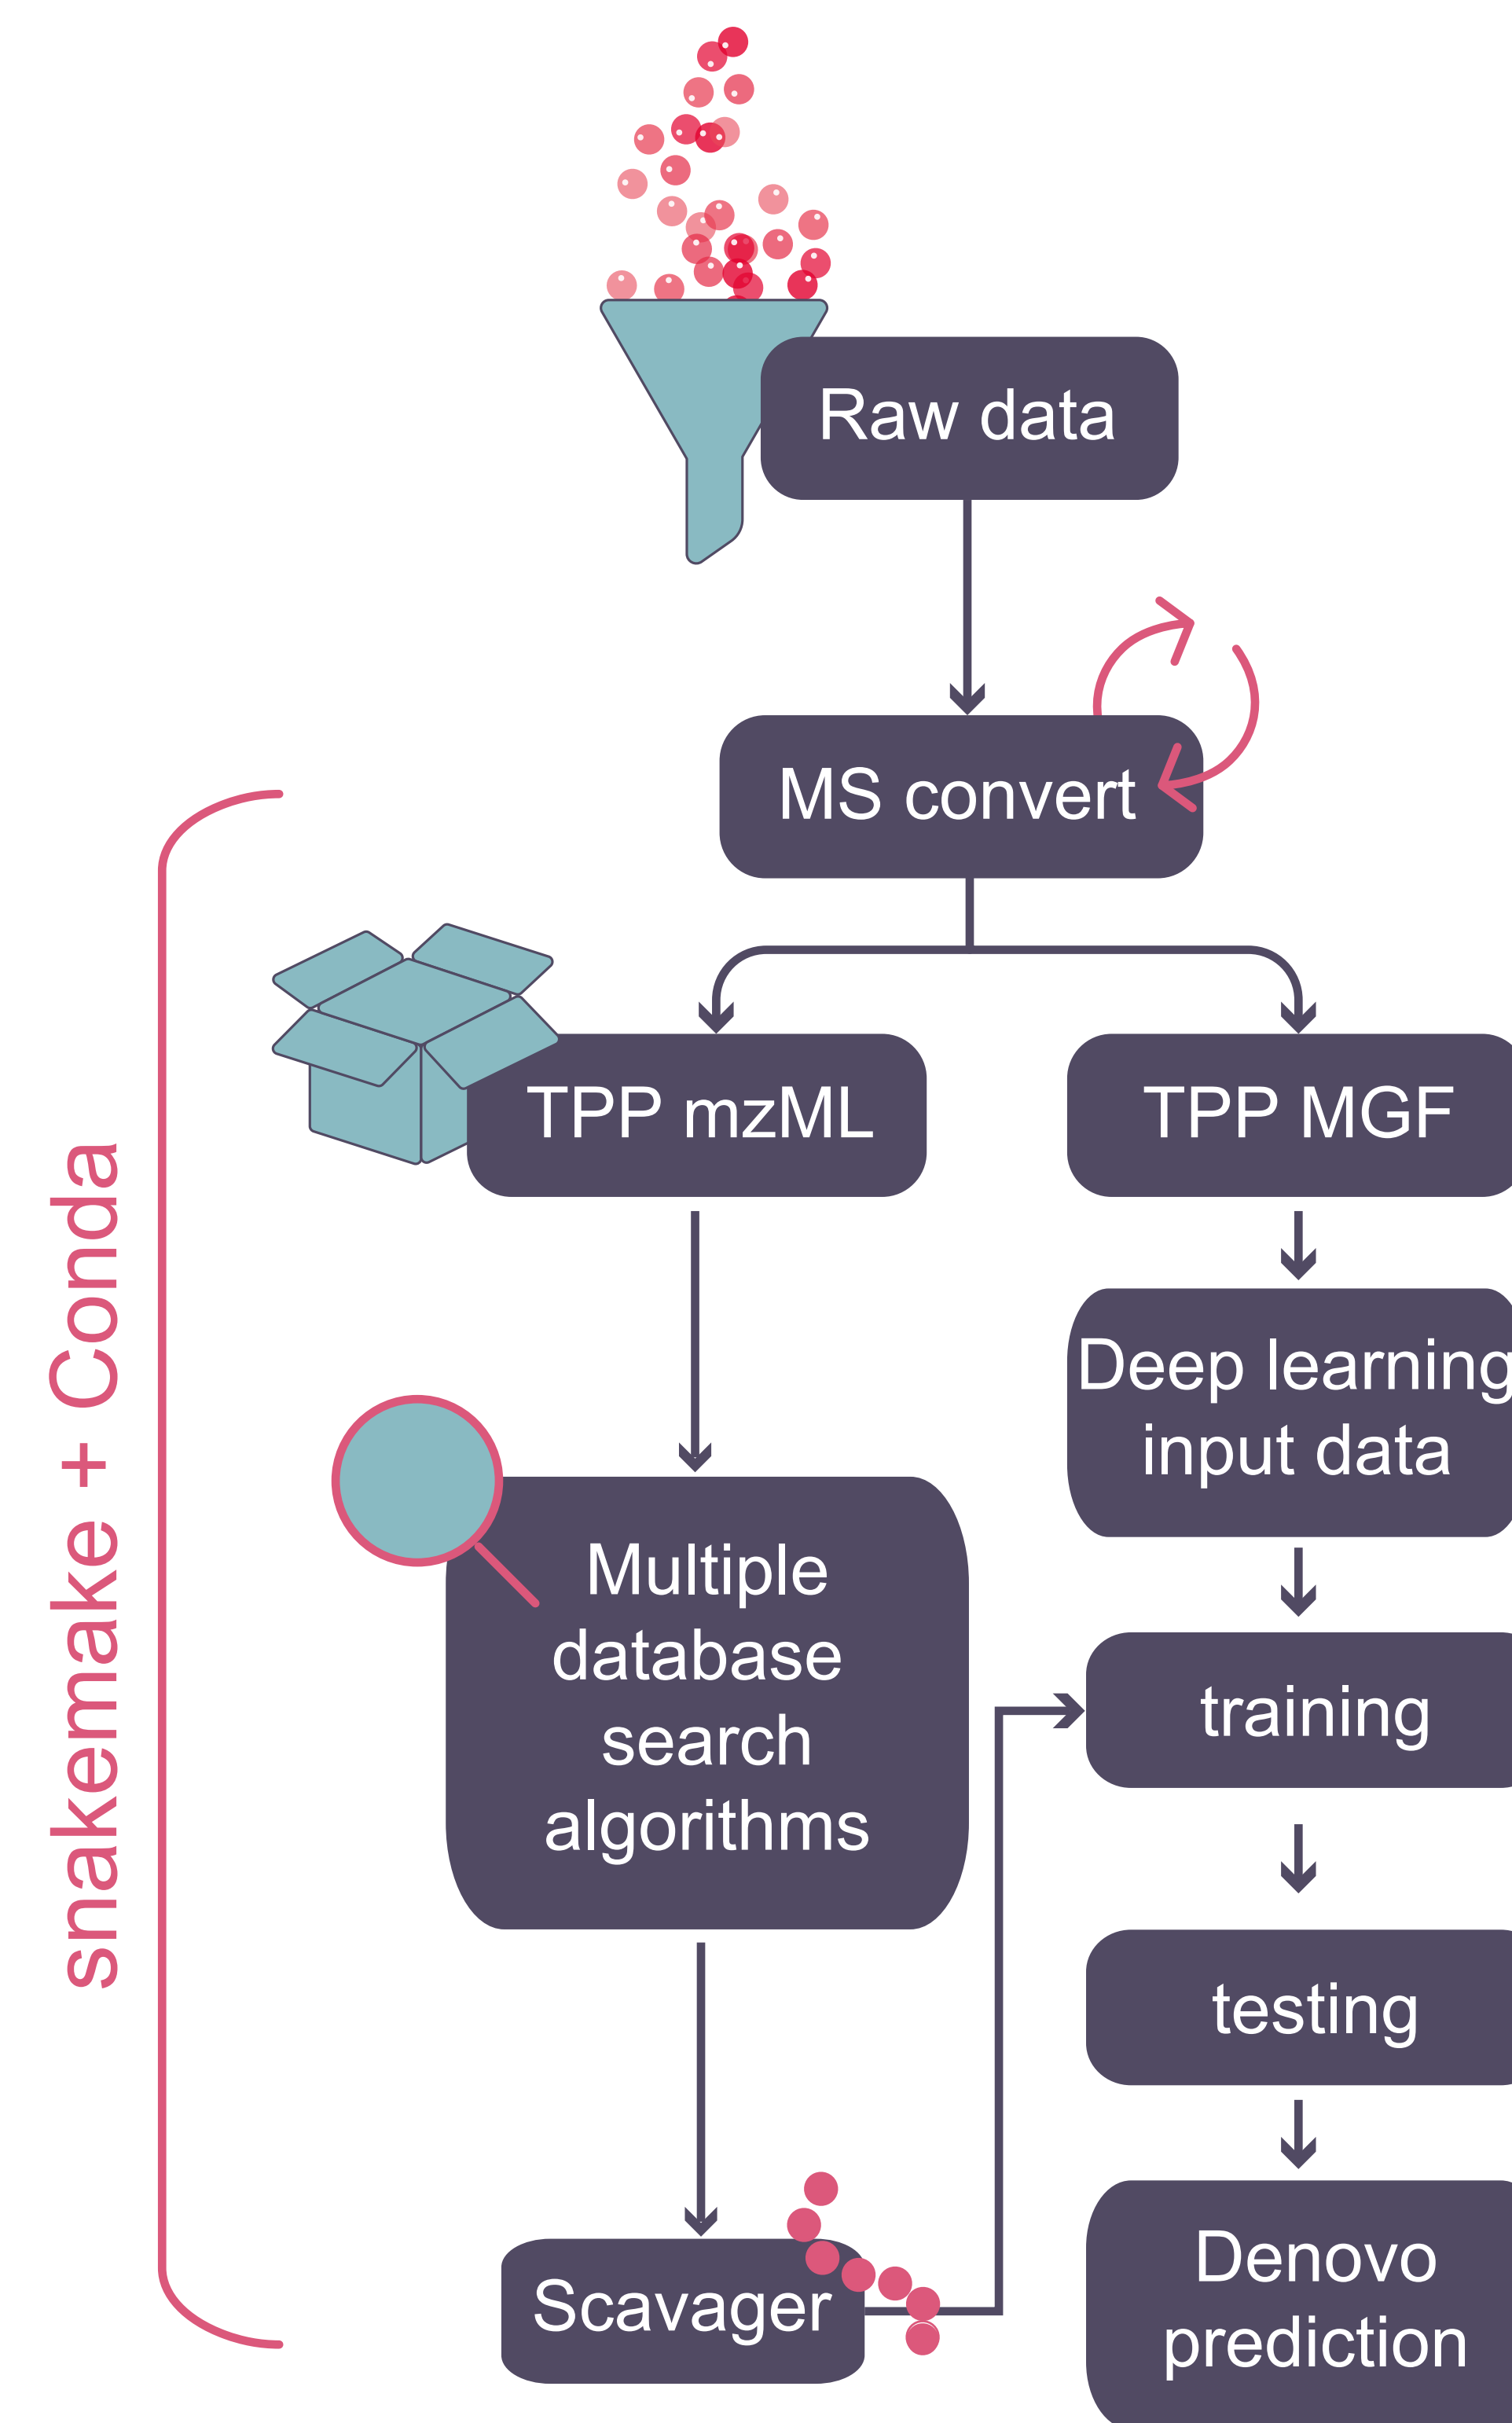 Raw data
MS convert
TPP mzML
TPP MGF
Deep learning
input data
Multiple
database
search
algorithms
training
testing
Scavager
Denovo
prediction
snakemake + Conda